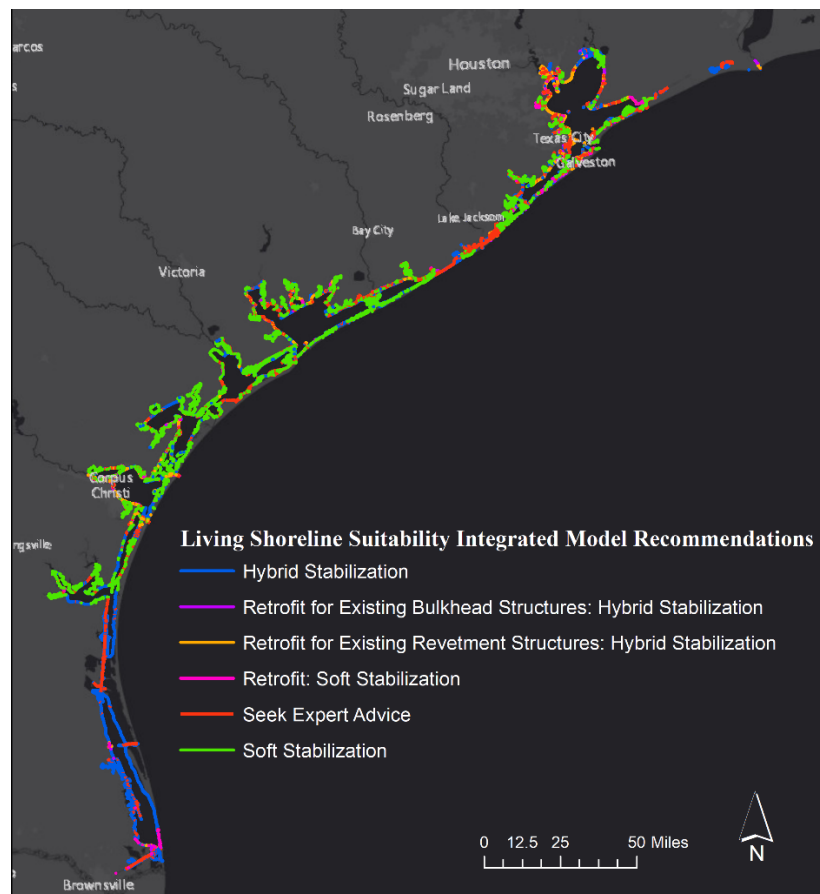 arcos
s
Houston
Sugar Land
Rosenberg
Texas City
Galveston
Lake Jackson
Bay City
Victoria
Corpus
Christi
ngsville
Living Shoreline Suitability Integrated Model Recommendations
Hybrid Stabilization
Retrofit for Existing Bulkhead Structures: Hybrid Stabilization
Retrofit for Existing Revetment Structures: Hybrid Stabilization
Retrofit: Soft Stabilization
Seek Expert Advice
Soft Stabilization
0 12.5 25 50 Miles
N
a
Brownsville